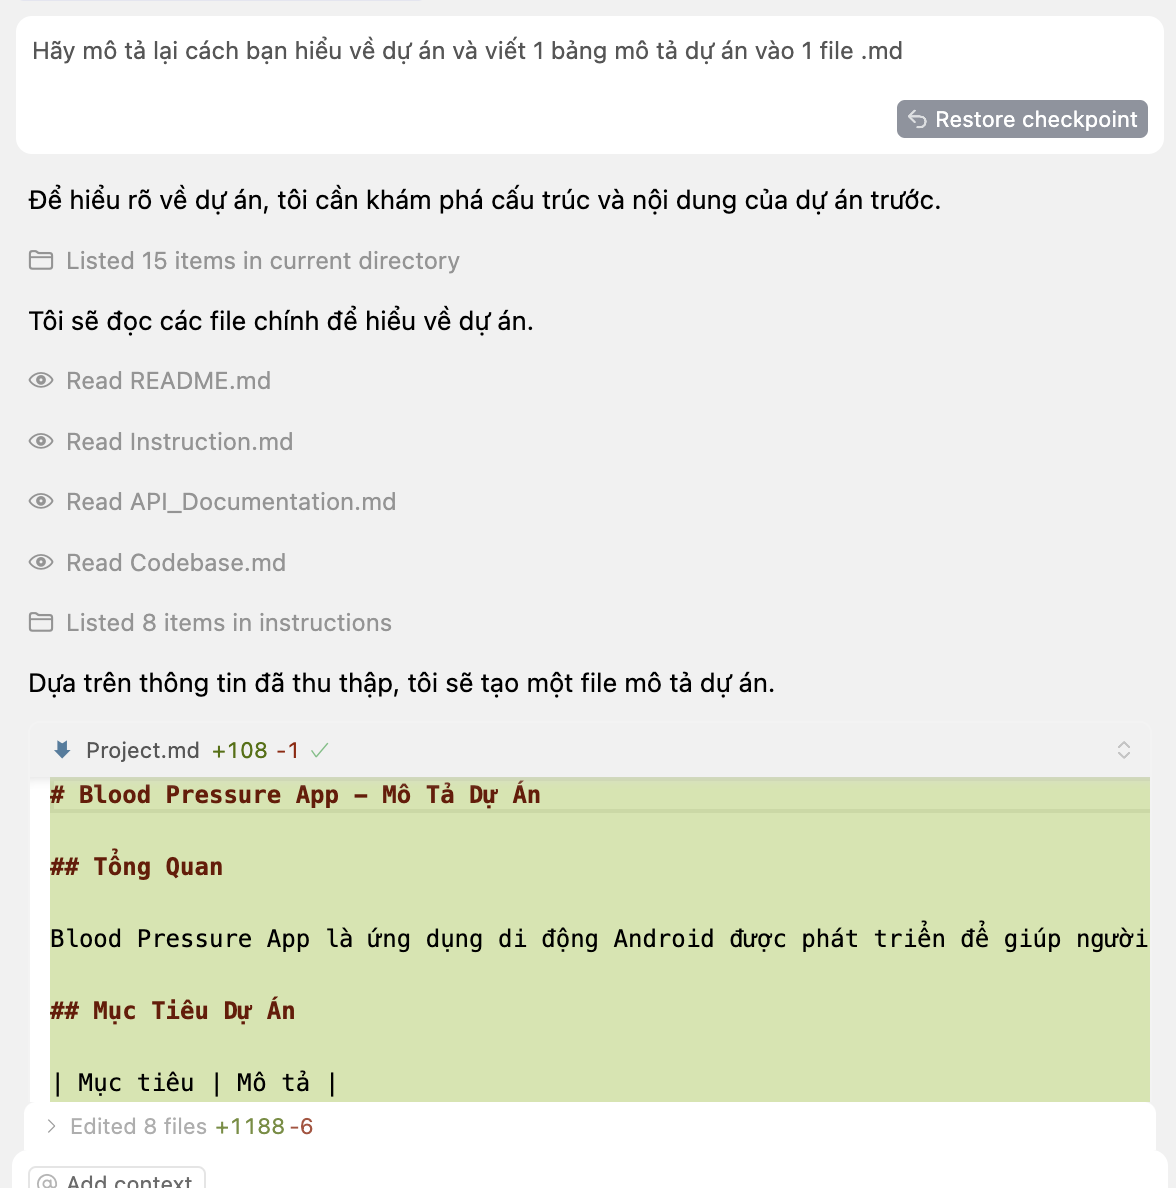 Hãy mô tả lại cách bạn hiểu về dự án và viết 1 bảng mô tả dự án vào 1 file .md
Restore checkpoint
Để hiểu rõ về dự án, tôi cần khám phá cấu trúc và nội dung của dự án trước.
Listed 15 items in current directory
Tôi sẽ đọc các file chính để hiểu về dự án.
Read README.md
Read Instruction.md
Read API_Documentation.md
Read Codebase.md
Listed 8 items in instructions
Dựa trên thông tin đã thu thập, tôi sẽ tạo một file mô tả dự án.
Project.md +108 -1
# Blood Pressure App – Mô Tả Dự Án
## Tổng Quan
Blood Pressure App là ứng dụng di động Android được phát triển để giúp người
## Mục Tiêu Dự Án
| Mục tiêu | Mô tả |
Edited 8 files +1188 -6
@ Add context